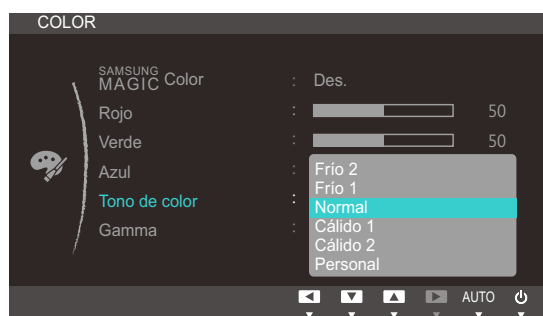 COLOR
SAMSUNG MAGIC Color : Des.
Rojo : 50
Verde : 50
Azul :
Tono de color :
Gamma :
Frío 2
Frío 1
Normal
Cálido 1
Cálido 2
Personal
AUTO